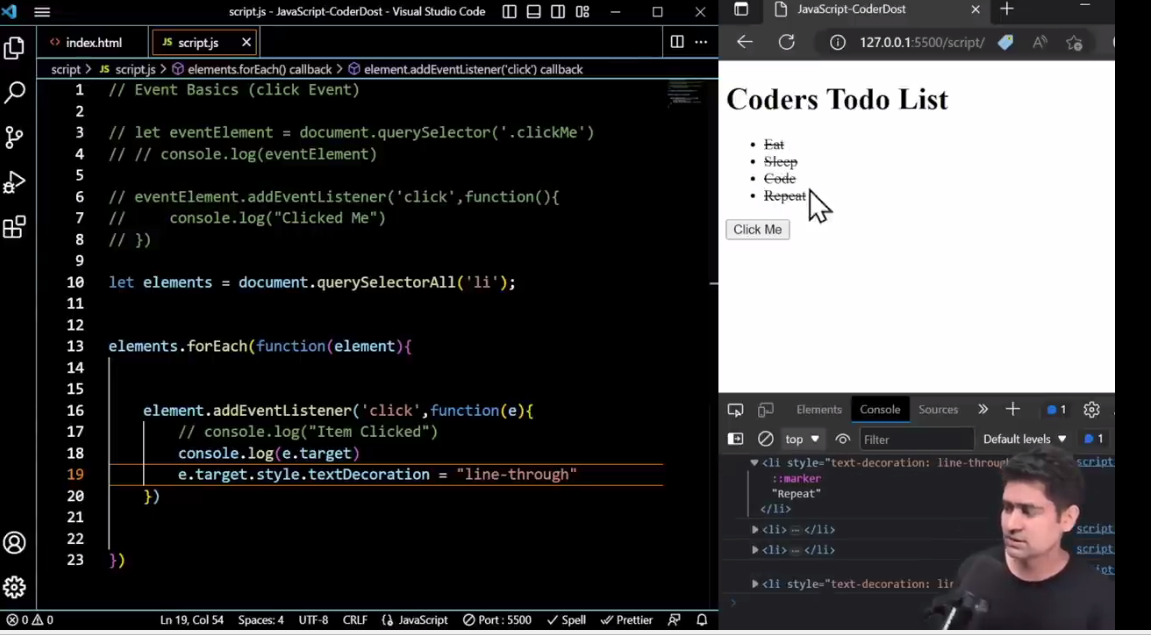 script.js - JavaScript-CoderDost - Visual Studio Code
index.html
JS script.js
script > JS script.js > elements.forEach() callback > element.addEventListener('click') callback
1 // Event Basics (click Event)
2
3 // let eventElement = document.querySelector('.clickMe')
4 // // console.log(eventElement)
5
6 // eventElement.addEventListener('click',function(){
7 //     console.log("Clicked Me")
8 // })
9
10 let elements = document.querySelectorAll('li');
11
12
13 elements.forEach(function(element){
14
15
16 element.addEventListener('click',function(e){
17 // console.log("Item Clicked")
18 console.log(e.target)
19 e.target.style.textDecoration = "line-through"
20 })
21
22
23 })
Ln 19, Col 54 Spaces: 4 UTF-8 CRLF {} JavaScript Port : 5500 Spell Prettier
0 0
JavaScript-CoderDost
127.0.0.1:5500/script/
Coders Todo List
Eat
Sleep
Code
Repeat
Click Me
Elements Console Sources 1
top Filter Default levels 1
<li style="text-decoration: line-through script
::marker
"Repeat"
</li>
<li> … </li> script
<li> … </li> script
<li style="text-decoration: lin